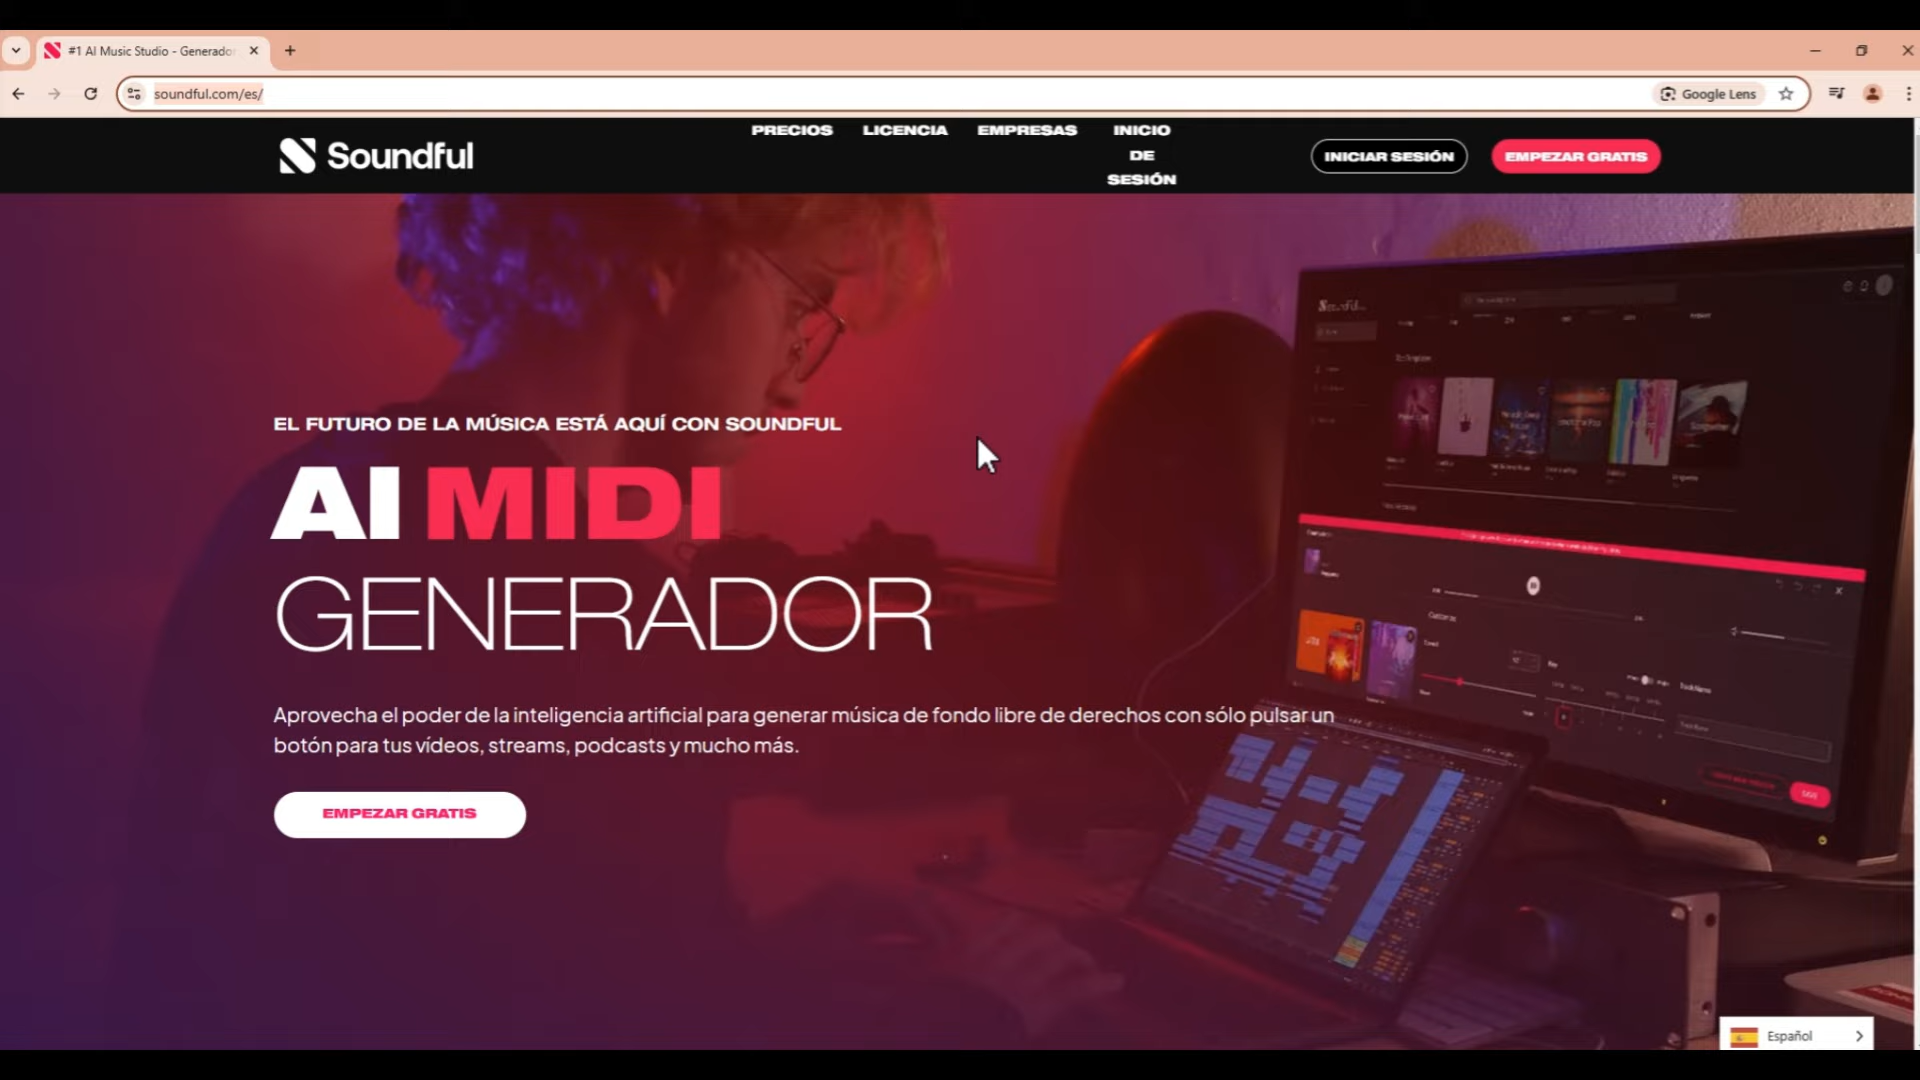 #1 AI Music Studio - Generado
soundful.com/es/
Google Lens
Soundful
PRECIOS
LICENCIA
EMPRESAS
INICIO
DE
SESIÓN
INICIAR SESIÓN
EMPEZAR GRATIS
EL FUTURO DE LA MÚSICA ESTÁ AQUÍ CON SOUNDFUL
AI MIDI
GENERADOR
Aprovecha el poder de la inteligencia artificial para generar música de fondo libre de derechos con sólo pulsar un
botón para tus vídeos, streams, podcasts y mucho más.
EMPEZAR GRATIS
Español